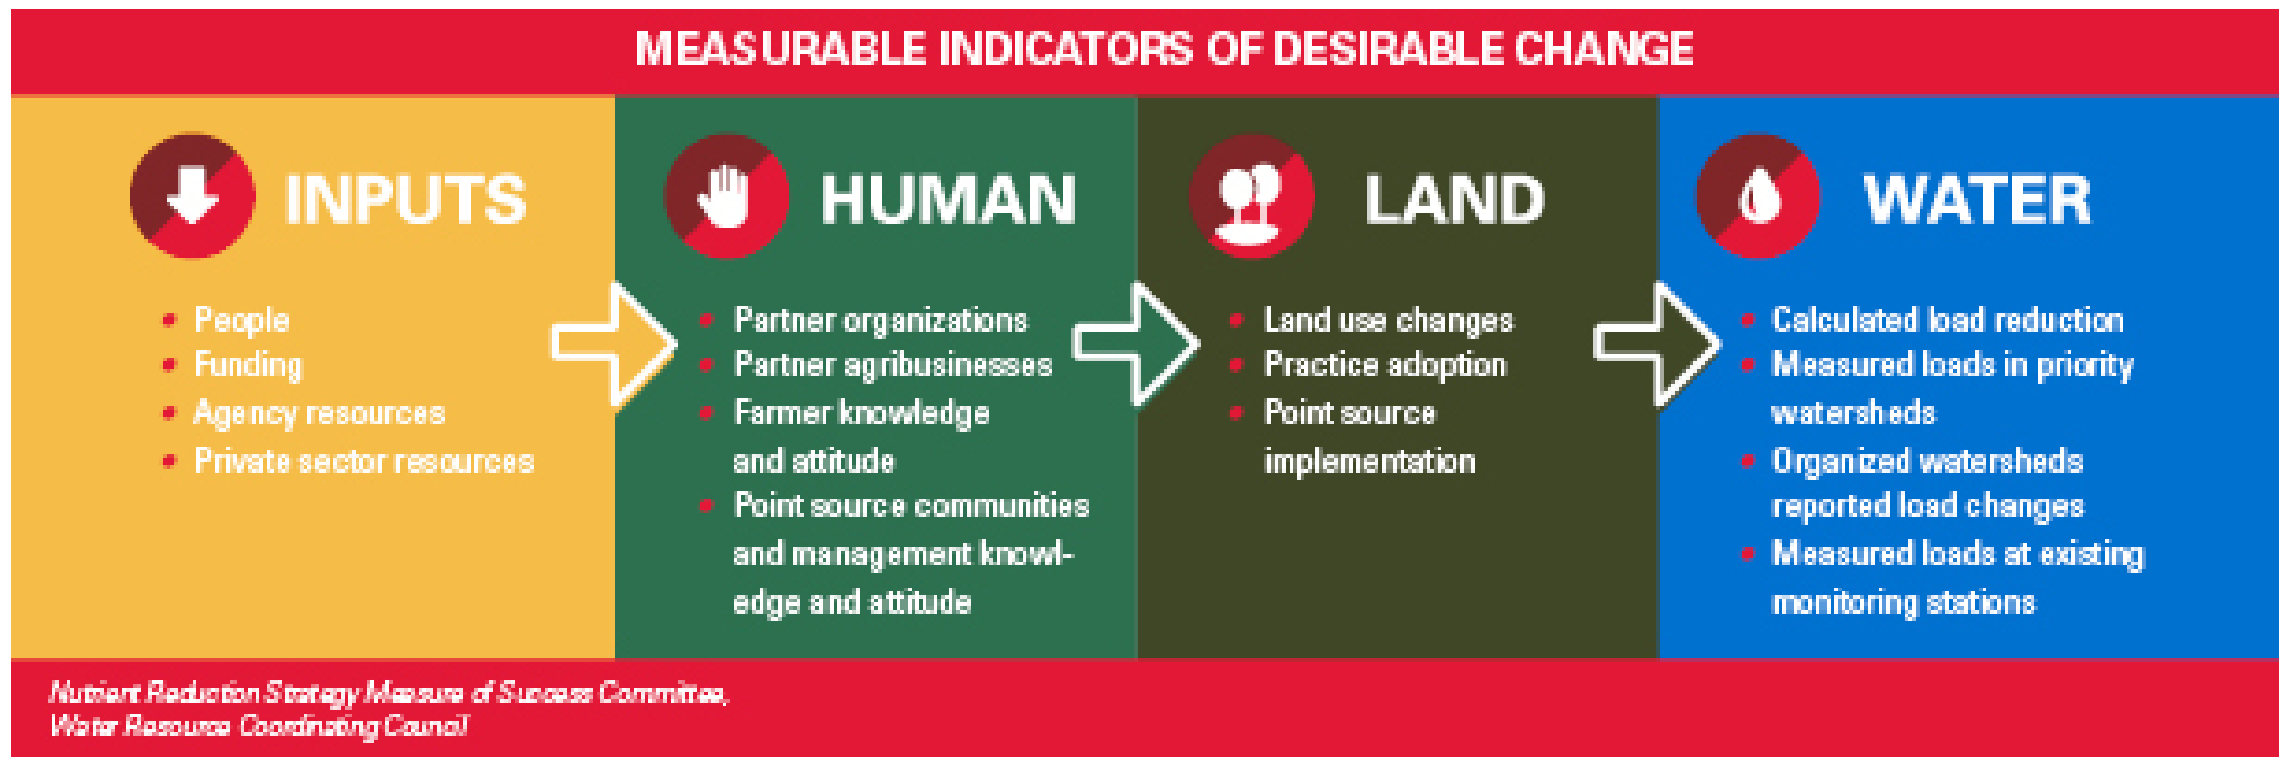 MEASURABLE INDICATORS OF DESIRABLE CHANGE
INPUTS
People
Funding
Agency resources
Private sector resources
HUMAN
Partner organizations
Partner agribusinesses
Farmer knowledge
and attitude
Point source communities
and management knowl-
edge and attitude
LAND
Land use changes
Practice adoption
Point source
implementation
WATER
Calculated load reduction
Measured loads in priority
watersheds
Organized watersheds
reported load changes
Measured loads at existing
monitoring stations
Nutrient Reduction Strategy Measure of Success Committee,
Water Resource Coordinating Council